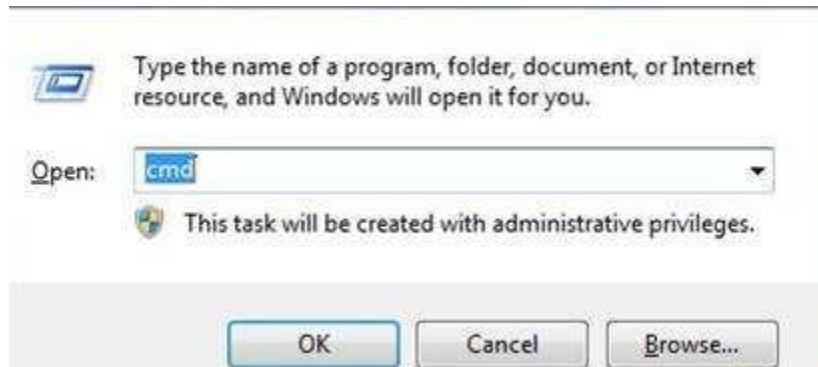 Type the name of a program, folder, document, or Internet
resource, and Windows will open it for you.
Open: cmd
This task will be created with administrative privileges.
OK Cancel Browse...